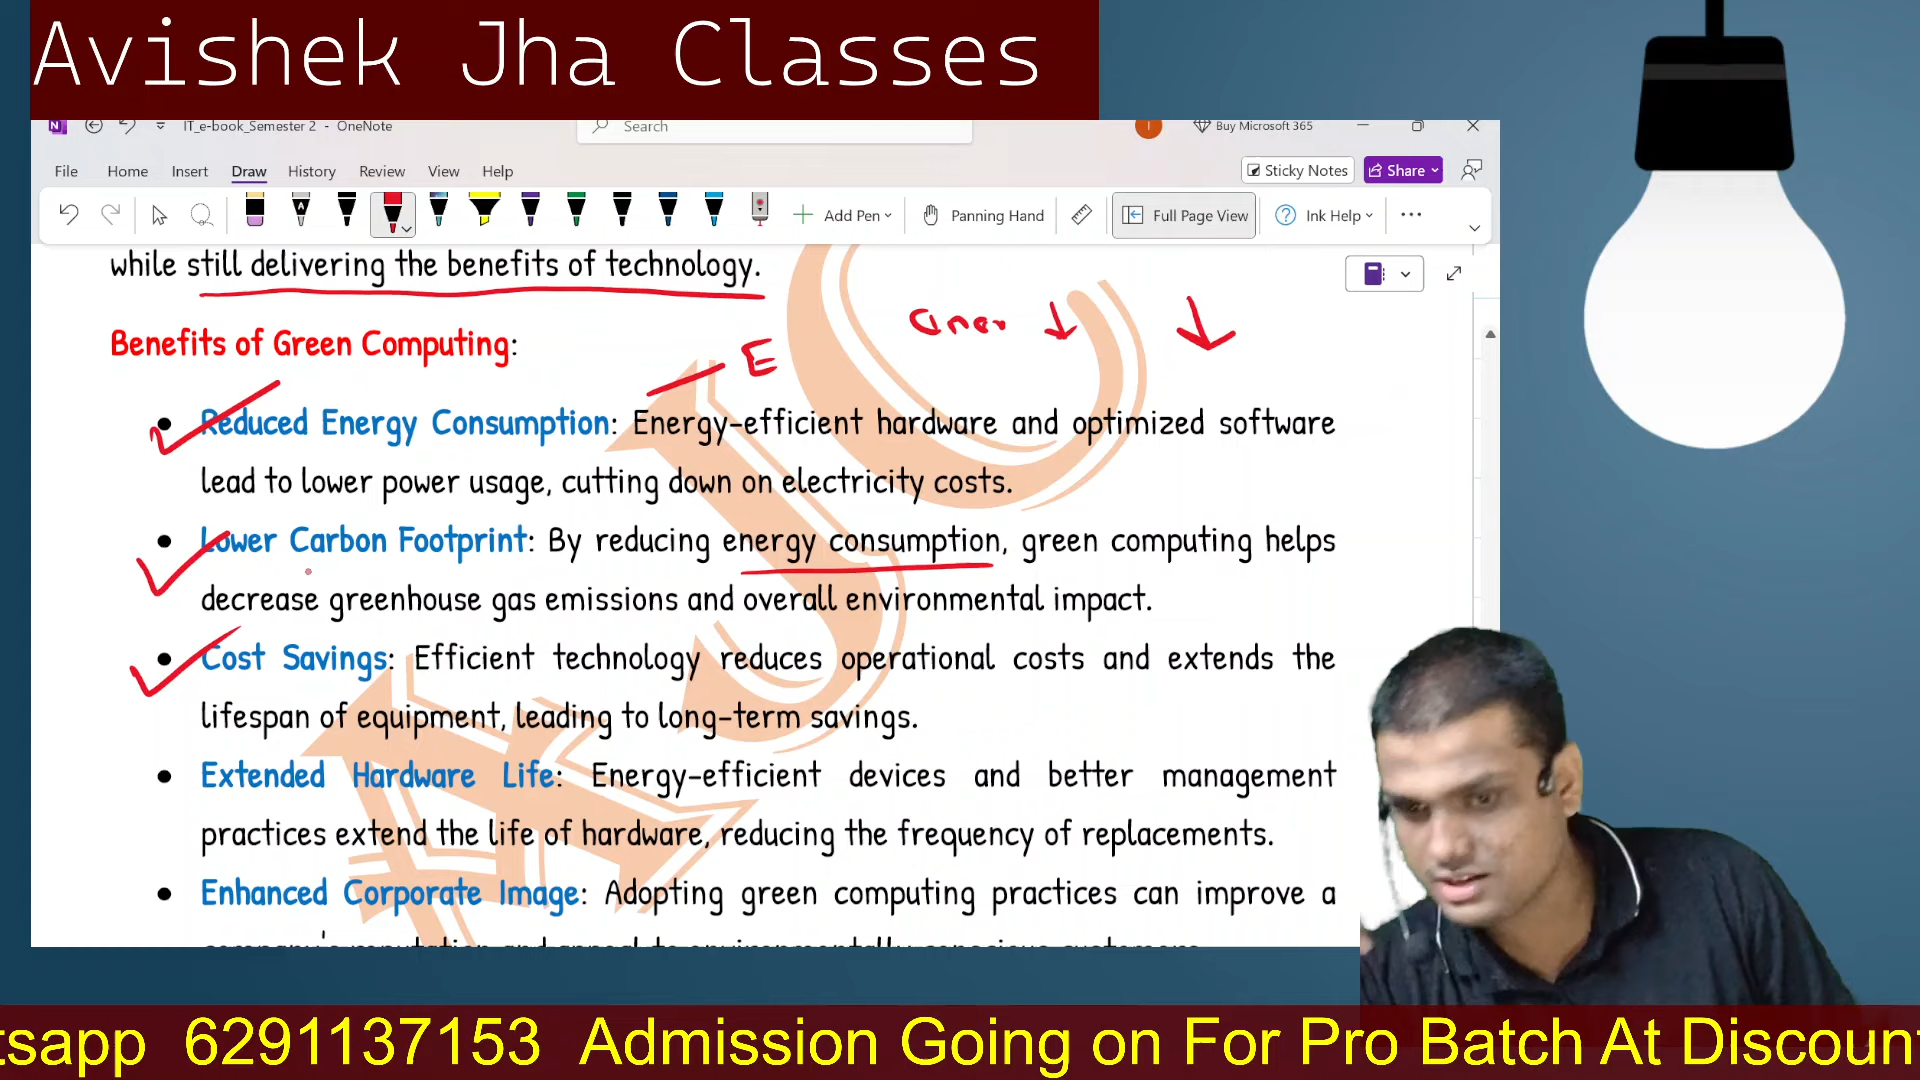 Avishek Jha Classes
IT_e-book_Semester 2 - OneNote
Search
Buy Microsoft 365
File Home Insert Draw History Review View Help
Sticky Notes
Share
Add Pen
Panning Hand
Full Page View
Ink Help
while still delivering the benefits of technology.
Benefits of Green Computing:
E
• Reduced Energy Consumption: Energy-efficient hardware and optimized software
lead to lower power usage, cutting down on electricity costs.
• Lower Carbon Footprint: By reducing energy consumption, green computing helps
decrease greenhouse gas emissions and overall environmental impact.
• Cost Savings: Efficient technology reduces operational costs and extends the
lifespan of equipment, leading to long-term savings.
• Extended Hardware Life: Energy-efficient devices and better management
practices extend the life of hardware, reducing the frequency of replacements.
• Enhanced Corporate Image: Adopting green computing practices can improve a
tsapp 6291137153 Admission Going on For Pro Batch At Discoun